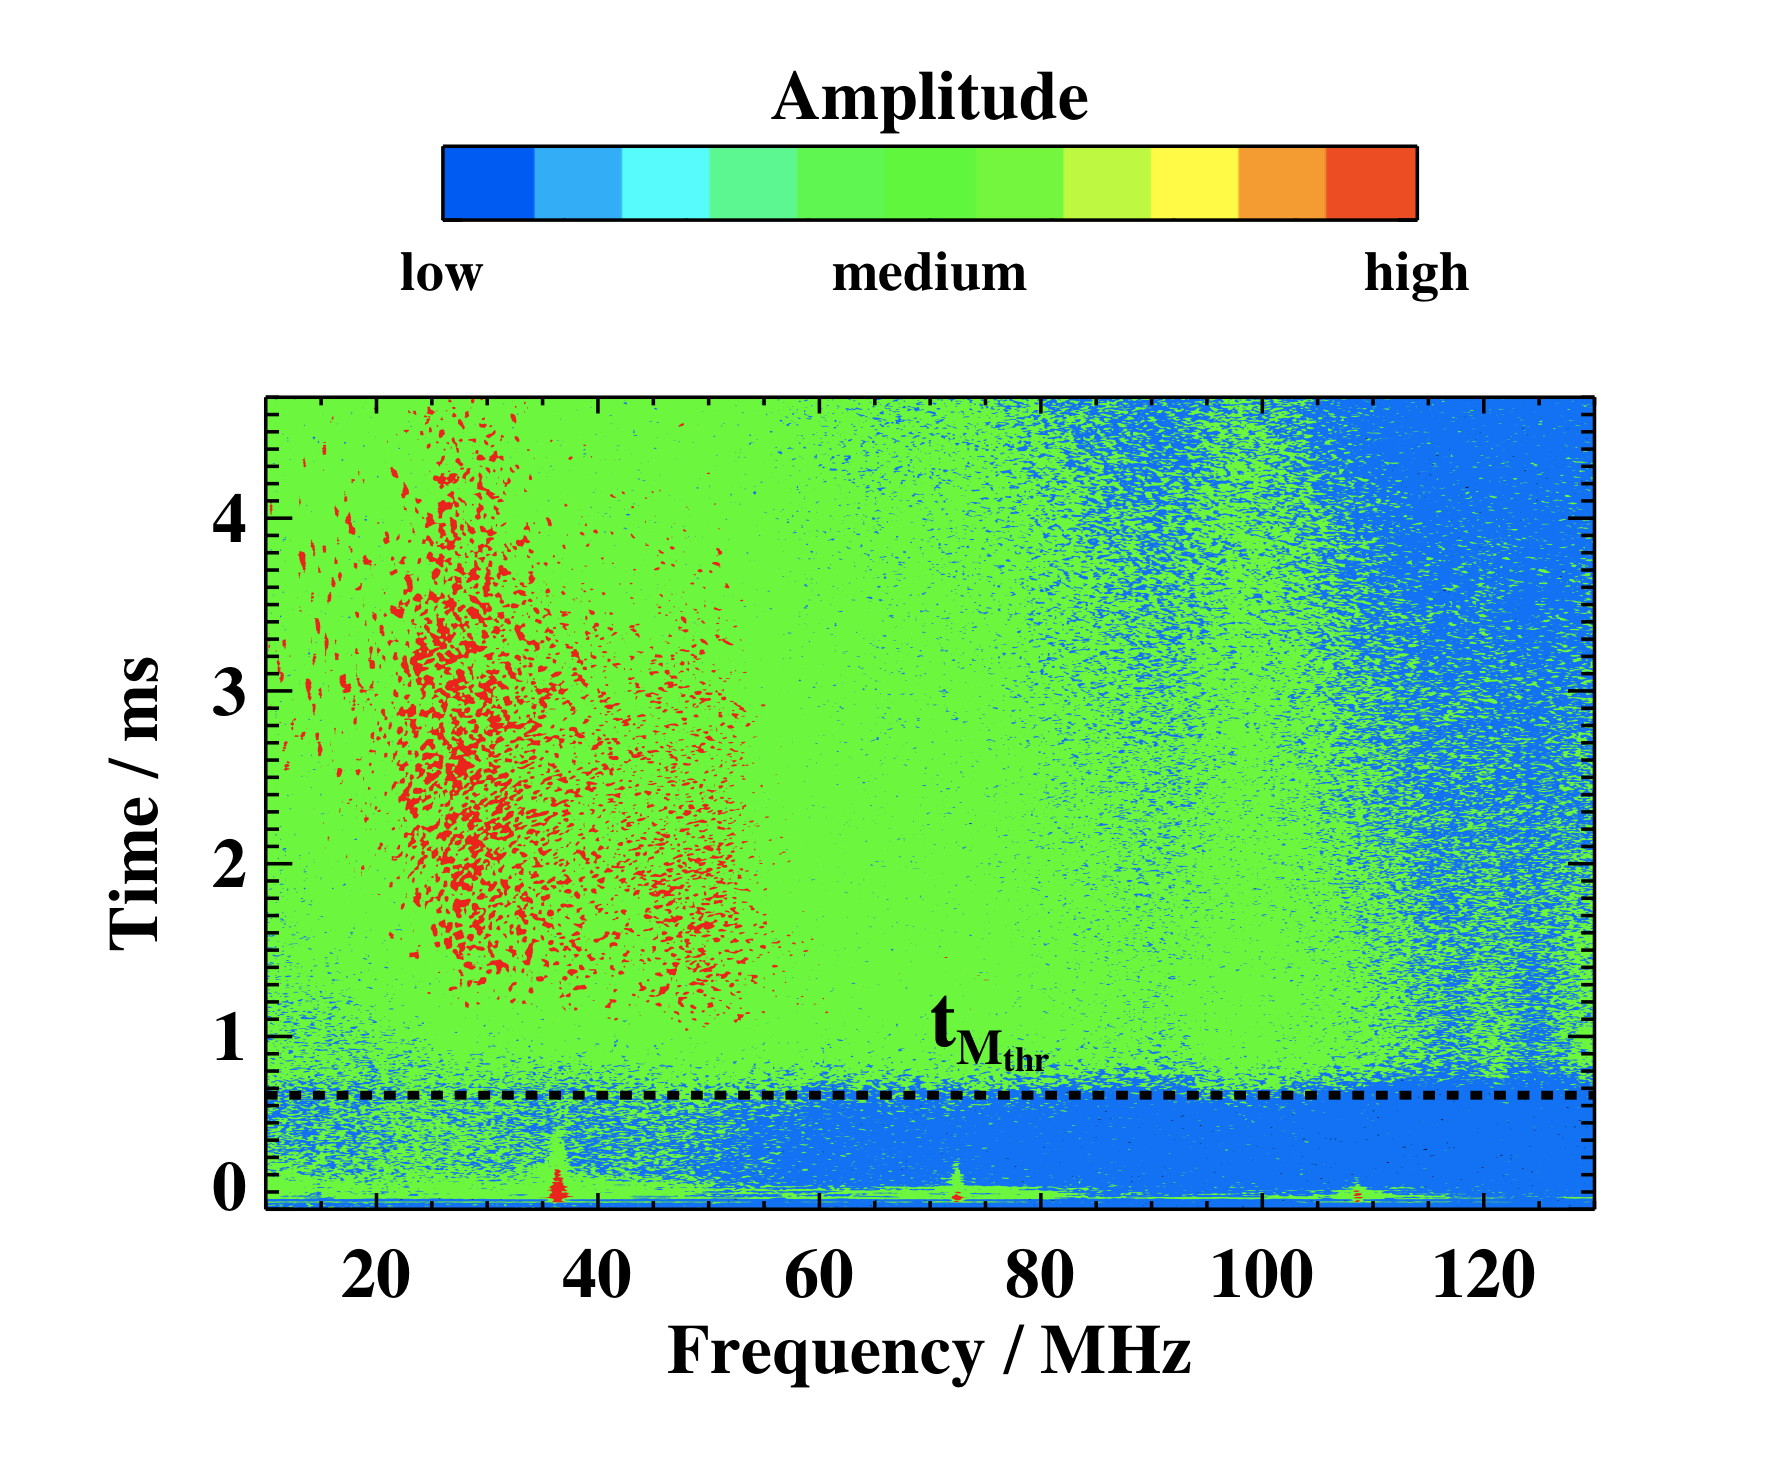 Amplitude
low medium high
4
3
2
1
0
Time / ms
tMthr
20 40 60 80 100 120
Frequency / MHz